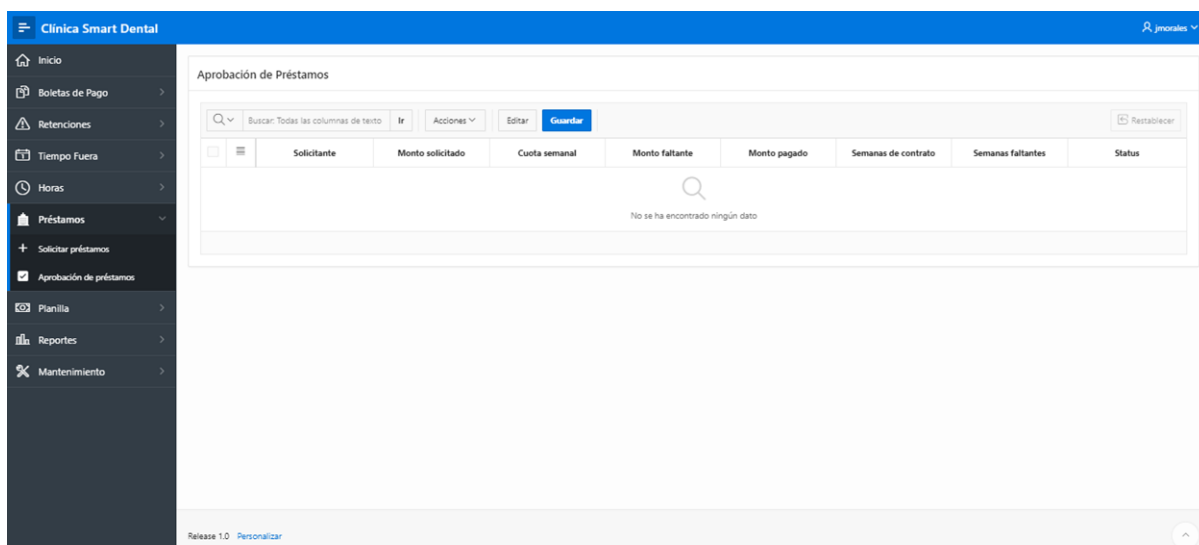 Clínica Smart Dental
jmorales
Inicio
Boletas de Pago
Retenciones
Tiempo Fuera
Horas
Préstamos
Solicitar préstamos
Aprobación de préstamos
Planilla
Reportes
Mantenimiento
Aprobación de Préstamos
Buscar: Todas las columnas de texto Ir Acciones Editar Guardar Restablecer
Solicitante Monto solicitado Cuota semanal Monto faltante Monto pagado Semanas de contrato Semanas faltantes Status
No se ha encontrado ningún dato
Release 1.0 Personalizar